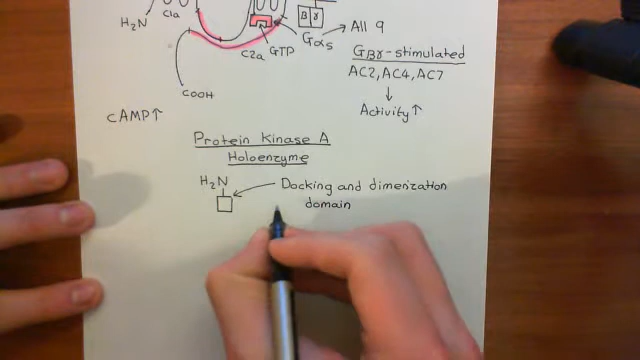 H₂N
C1a
β γ
Gαs
All 9
C2a
GTP
Gβγ-stimulated
AC2, AC4, AC7
COOH
Activity↑
cAMP↑
Protein Kinase A
Holoenzyme
H₂N
Docking and dimerization
domain